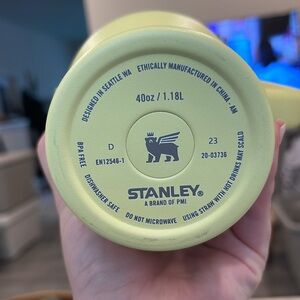 DESIGNED IN SEATTLE WA
ETHICALLY MANUFACTURED IN CHINA - AM
40oz / 1.18L
D
23
EN12546-1
20-03736
STANLEY®
A BRAND OF PMI
BPA FREE
DISHWASHER SAFE
DO NOT MICROWAVE
USING STRAW WITH HOT DRINKS MAY SCALD